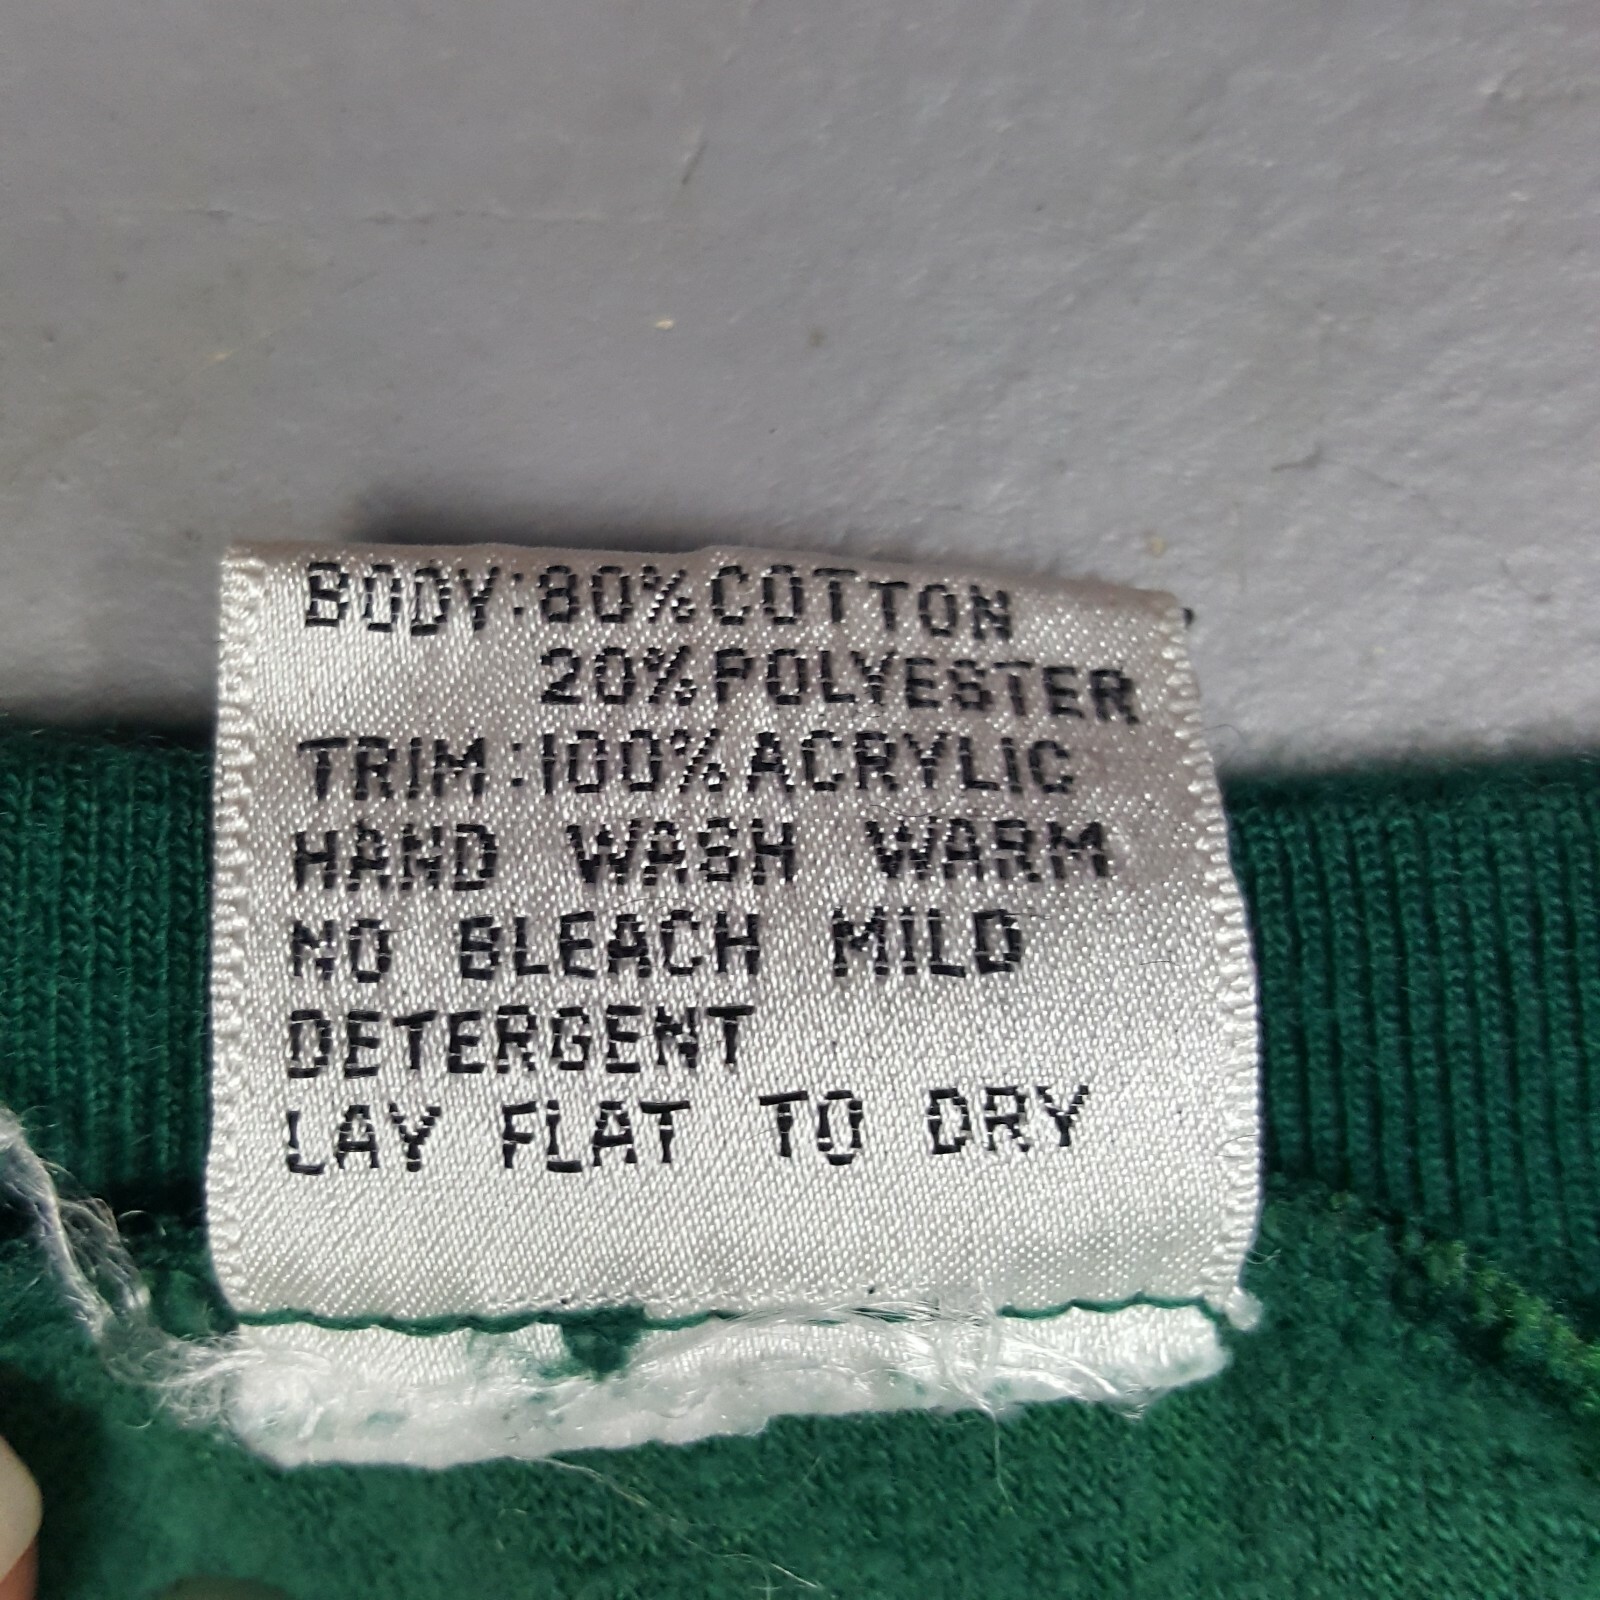 BODY:80%COTTON
20%POLYESTER
TRIM:100%ACRYLIC
HAND WASH WARM
NO BLEACH MILD
DETERGENT
LAY FLAT TO DRY